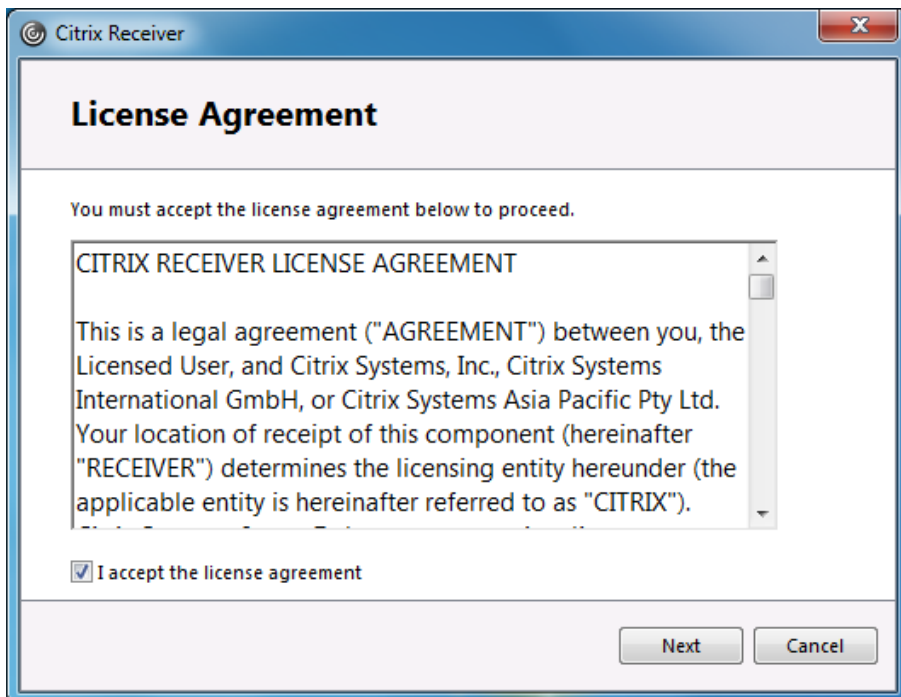 Citrix Receiver
License Agreement
You must accept the license agreement below to proceed.
CITRIX RECEIVER LICENSE AGREEMENT
This is a legal agreement ("AGREEMENT") between you, the
Licensed User, and Citrix Systems, Inc., Citrix Systems
International GmbH, or Citrix Systems Asia Pacific Pty Ltd.
Your location of receipt of this component (hereinafter
"RECEIVER") determines the licensing entity hereunder (the
applicable entity is hereinafter referred to as "CITRIX").
I accept the license agreement
Next
Cancel